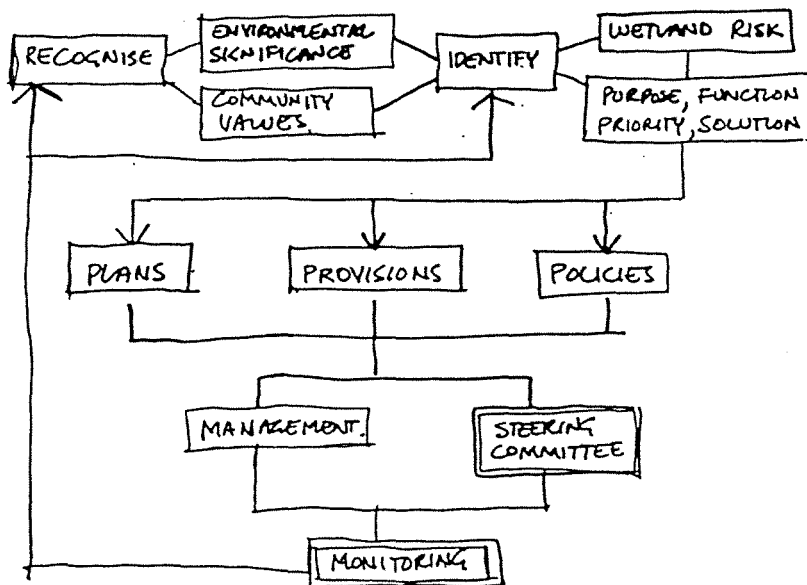 RECOGNISE
ENVIRONMENTAL
SIGNIFICANCE
COMMUNITY
VALUES.
IDENTIFY
WETLAND RISK
PURPOSE, FUNCTION
PRIORITY, SOLUTION
PLANS
PROVISIONS
POLICIES
MANAGEMENT.
STEERING
COMMITTEE
MONITORING